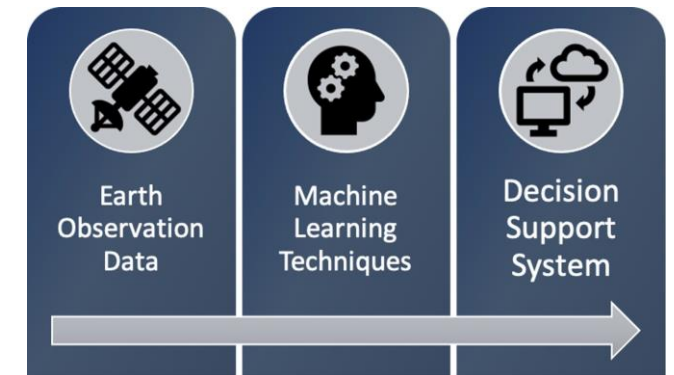 Earth
Observation
Data
Machine
Learning
Techniques
Decision
Support
System